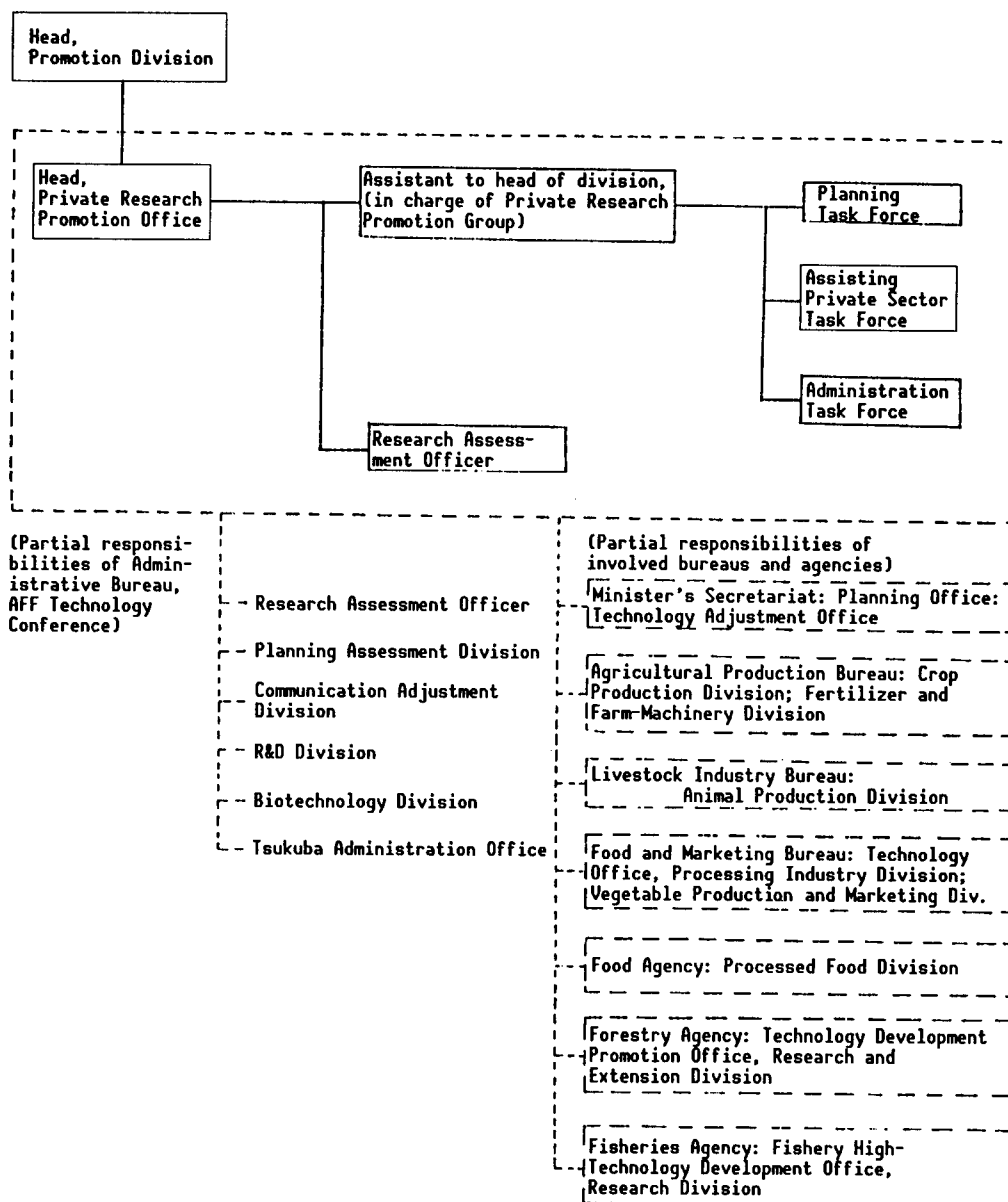 Head,
Promotion Division
Head,
Private Research
Promotion Office
Assistant to head of division,
(in charge of Private Research
Promotion Group)
Planning
Task Force
Assisting
Private Sector
Task Force
Administration
Task Force
Research Assess-
ment Officer
(Partial responsi-
bilities of Admin-
istrative Bureau,
AFF Technology
Conference)
Research Assessment Officer
Planning Assessment Division
Communication Adjustment
Division
R&D Division
Biotechnology Division
Tsukuba Administration Office
(Partial responsibilities of
involved bureaus and agencies)
Minister's Secretariat: Planning Office:
Technology Adjustment Office
Agricultural Production Bureau: Crop
Production Division; Fertilizer and
Farm-Machinery Division
Livestock Industry Bureau:
Animal Production Division
Food and Marketing Bureau: Technology
Office, Processing Industry Division;
Vegetable Production and Marketing Div.
Food Agency: Processed Food Division
Forestry Agency: Technology Development
Promotion Office, Research and
Extension Division
Fisheries Agency: Fishery High-
Technology Development Office,
Research Division